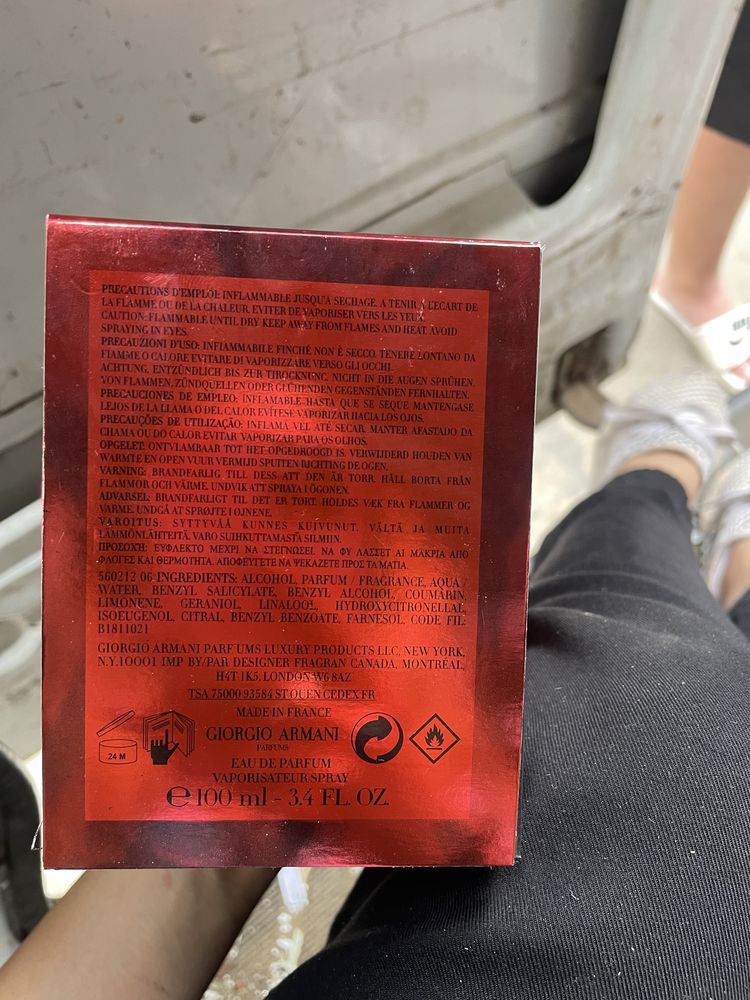 PRECAUTIONS D'EMPLOI: INFLAMMABLE JUSQU'A SECHAGE. A TENIR A L'ECART DE
LA FLAMME OU DE LA CHALEUR. EVITER DE VAPORISER VERS LES YEUX.
CAUTION: FLAMMABLE UNTIL DRY. KEEP AWAY FROM FLAMES AND HEAT. AVOID
SPRAYING IN EYES.
PRECAUZIONI D'USO: INFIAMMABILE FINCHÉ NON È SECCO. TENERE LONTANO DA
FIAMME O CALORE EVITARE DI VAPORIZZARE VERSO GLI OCCHI.
ACHTUNG, ENTZÜNDLICH BIS ZUR TROCKNUNG. NICHT IN DIE AUGEN SPRÜHEN.
VON FLAMMEN, ZÜNDQUELLEN ODER GLÜHENDEN GEGENSTÄNDEN FERNHALTEN.
PRECAUCIONES DE EMPLEO: INFLAMABLE HASTA QUE SE SEQUE MANTENGASE
LEJOS DE LA LLAMA O DEL CALOR EVÍTESE VAPORIZAR HACIA LOS OJOS.
PRECAUÇÕES DE UTILIZAÇÃO: INFLAMA VEL ATÉ SECAR. MANTER AFASTADO DA
CHAMA OU DO CALOR EVITAR VAPORIZAR PARA OS OLHOS.
OPGELET: ONTVLAMBAAR TOT HET OPGEDROOGD IS. VERWIJDERD HOUDEN VAN
WARMTE EN OPEN VUUR VERMIJD SPUITEN RICHTING DE OGEN.
VARNING: BRANDFARLIG TILL DESS ATT DEN ÄR TORR. HÅLL BORTA FRÅN
FLAMMOR OCH VÄRME. UNDVIK ATT SPRAYA I ÖGONEN.
ADVARSEL: BRANDFARLIGT TIL DET ER TORT. HOLDES VÆK FRA FLAMMER OG
VARME. UNDGÅ AT SPRØJTE I ØJNENE.
VAROITUS: SYTTYVÄÄ KUNNES KUIVUNUT. VÄLTÄ JA MUITA
LÄMMÖNLÄHTEITÄ. VARO SUIHKUTTAMASTA SILMIIN.
ΠΡΟΣΟΧΗ: ΕΥΦΛΕΚΤΟ ΜΕΧΡΙ ΝΑ ΣΤΕΓΝΩΣΕΙ. ΝΑ ΦΥ ΛΑΣΣΕΤ ΑΙ ΜΑΚΡΙΑ ΑΠΟ
ΦΛΟΓΕΣ ΚΑΙ ΘΕΡΜΟΤΗΤΑ. ΑΠΟΦΕΥΓΕΤΕ ΝΑ ΨΕΚΑΖΕΤΕ ΠΡΟΣ ΤΑ ΜΑΤΙΑ.
560212 06 INGREDIENTS: ALCOHOL, PARFUM / FRAGRANCE, AQUA /
WATER, BENZYL SALICYLATE, BENZYL ALCOHOL, COUMARIN,
LIMONENE, GERANIOL, LINALOOL, HYDROXYCITRONELLAL,
ISOEUGENOL, CITRAL, BENZYL BENZOATE, FARNESOL, CODE FIL:
B1811021
GIORGIO ARMANI PARFUMS LUXURY PRODUCTS LLC, NEW YORK,
N.Y.10001 IMP BY/PAR DESIGNER FRAGRAN CANADA, MONTRÉAL,
H4T 1K5, LONDON W6 8AZ
TSA 75000 93584 ST OUEN CEDEX FR
MADE IN FRANCE
24 M
GIORGIO ARMANI
PARFUMS
EAU DE PARFUM
VAPORISATEUR SPRAY
℮ 100 ml - 3.4 FL. OZ.